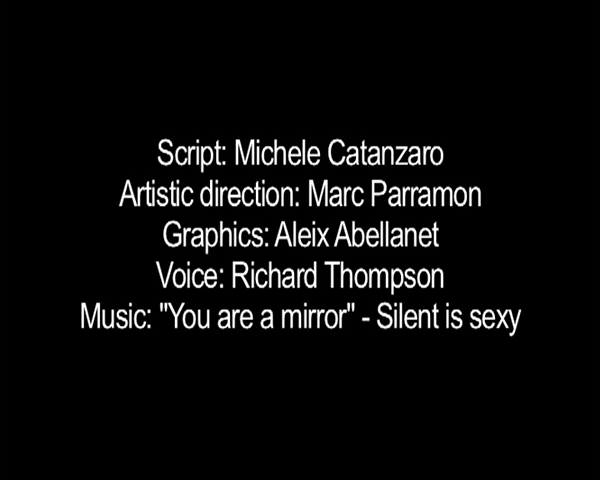 Script: Michele Catanzaro
Artistic direction: Marc Parramon
Graphics: Aleix Abellanet
Voice: Richard Thompson
Music: "You are a mirror" - Silent is sexy